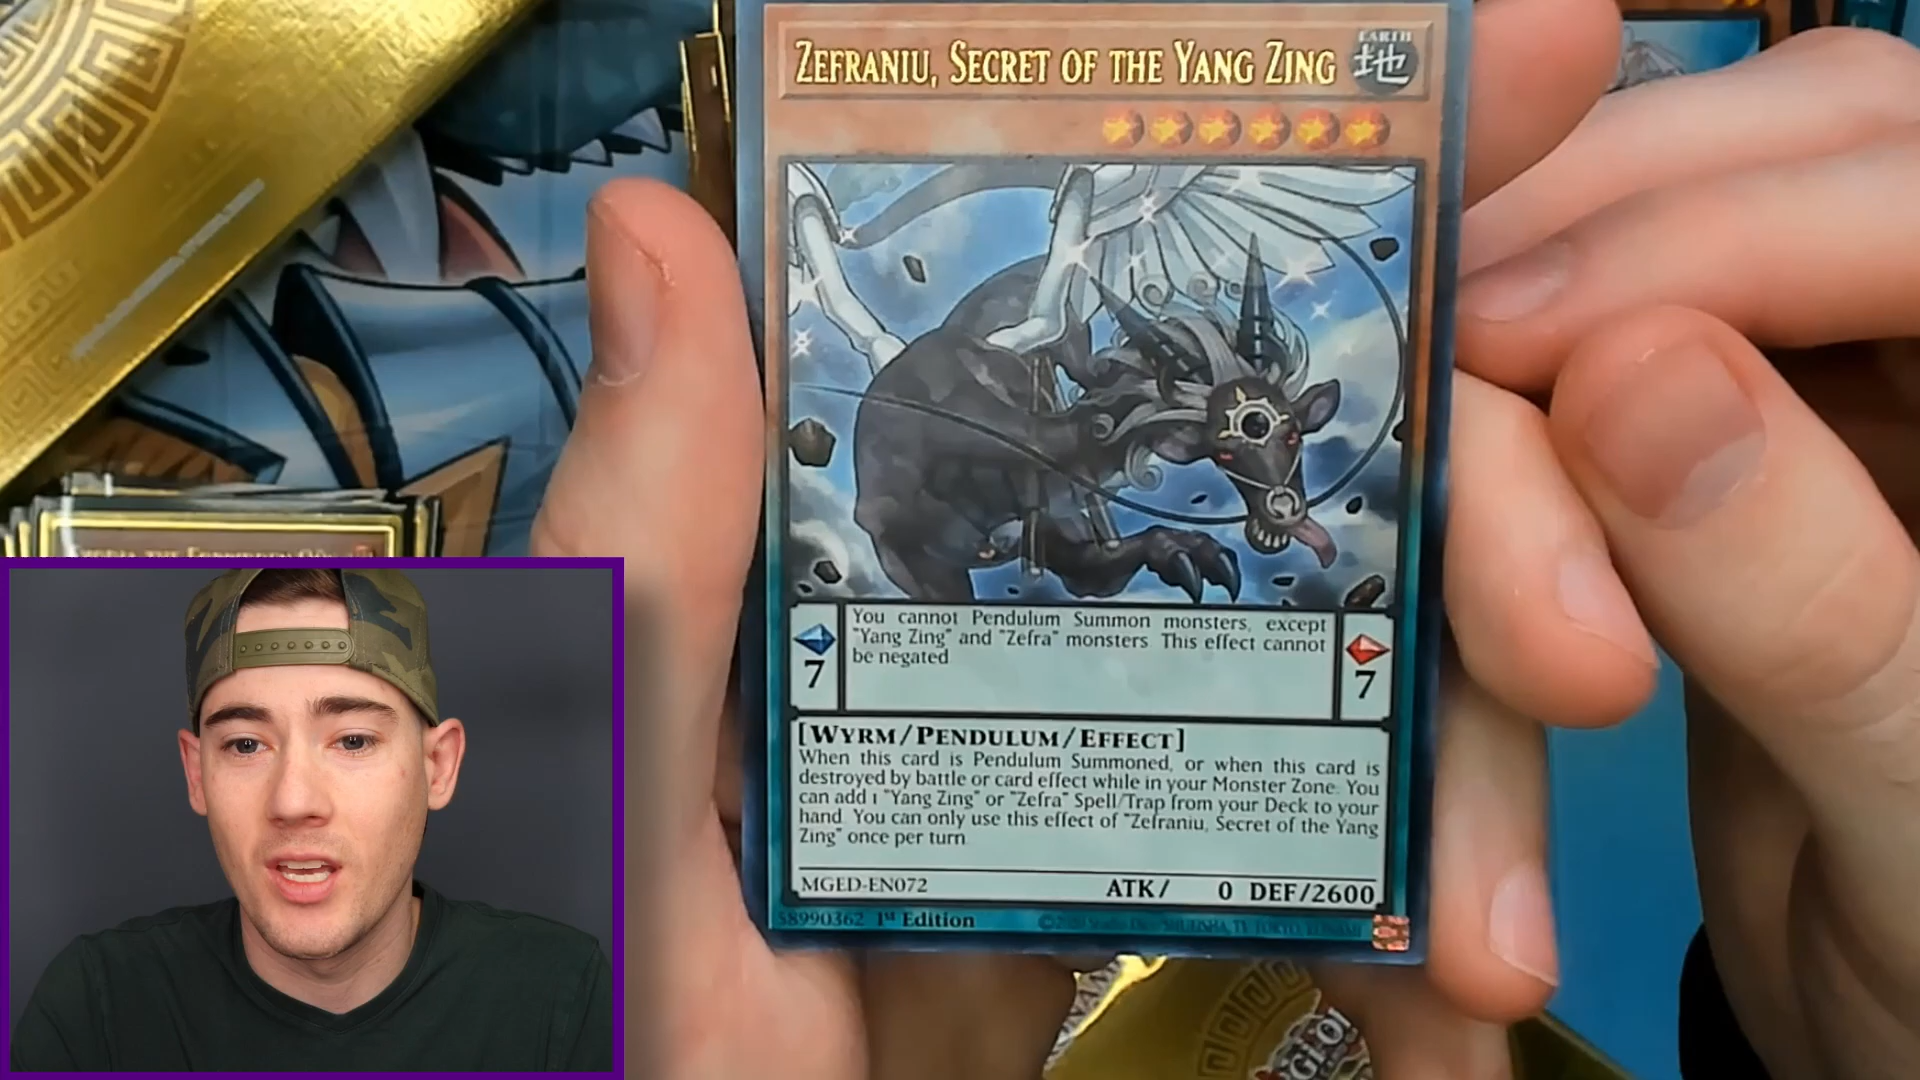 ZEFRANIU, SECRET OF THE YANG ZING
EARTH
地
You cannot Pendulum Summon monsters, except
"Yang Zing" and "Zefra" monsters. This effect cannot
be negated.
7
7
[WYRM/PENDULUM/EFFECT]
When this card is Pendulum Summoned, or when this card is
destroyed by battle or card effect while in your Monster Zone: You
can add 1 "Yang Zing" or "Zefra" Spell/Trap from your Deck to your
hand. You can only use this effect of "Zefraniu, Secret of the Yang
Zing" once per turn.
MGED-EN072
ATK/ 0 DEF/2600
58990362 1st Edition
THE FORBIDDEN